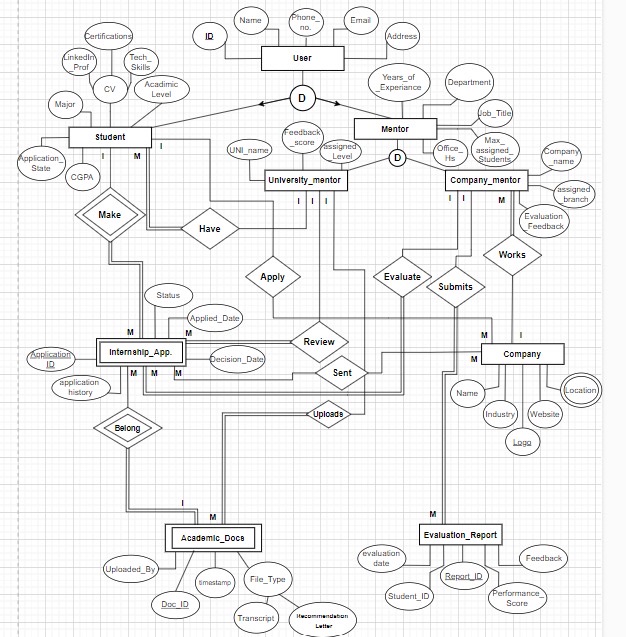 Name
Phone_
no.
Email
ID
Address
Certifications
User
LinkedIn
_Prof
Tech_
Skills
CV
Acadimic
Level
Years_of
_Experiance
Department
Major
D
Job_Title
Student
Mentor
I
M
I
Feedback
_score
UNI_name
assigned
_Level
D
Office_
Hs
Max_
assigned_
Students_
Company
_name
Application_
State
CGPA
University_mentor
Company_mentor
assigned
_branch
I
I
I
I
I
M
Make
Have
Evaluation
_Feedback
Works
Apply
Evaluate
Submits
Status
Applied_Date
M
M
M
I
Review
Internship_App.
Company
Application
ID
Decision_Date
M
M
M
M
Sent
application
history
Name
Location
Industry
Website
Uploads
Belong
Logo
I
M
M
Academic_Docs
Evaluation_Report
evaluation
date
Feedback
Uploaded_By
timestamp
File_Type
Report_ID
Doc_ID
Student_ID
Performance_
Score
Transcript
Recommendation
Letter